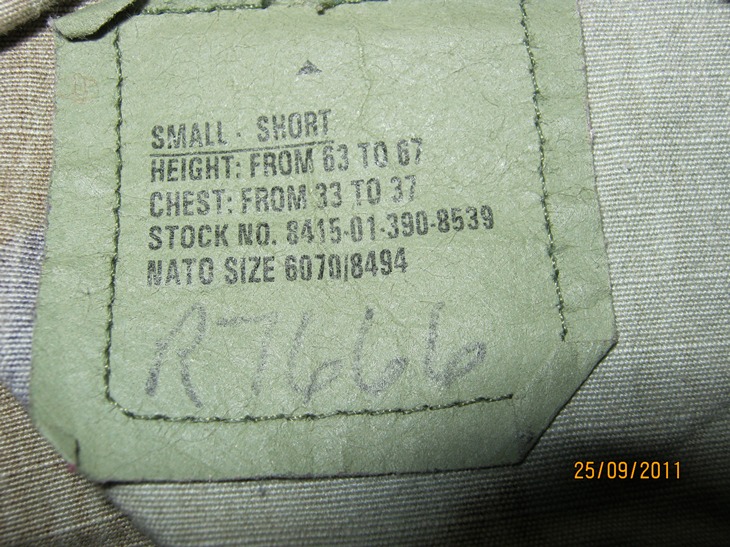 SMALL - SHORT
HEIGHT: FROM 63 TO 67
CHEST: FROM 33 TO 37
STOCK NO. 8415-01-390-8539
NATO SIZE 6070/8494
R7666
25/09/2011